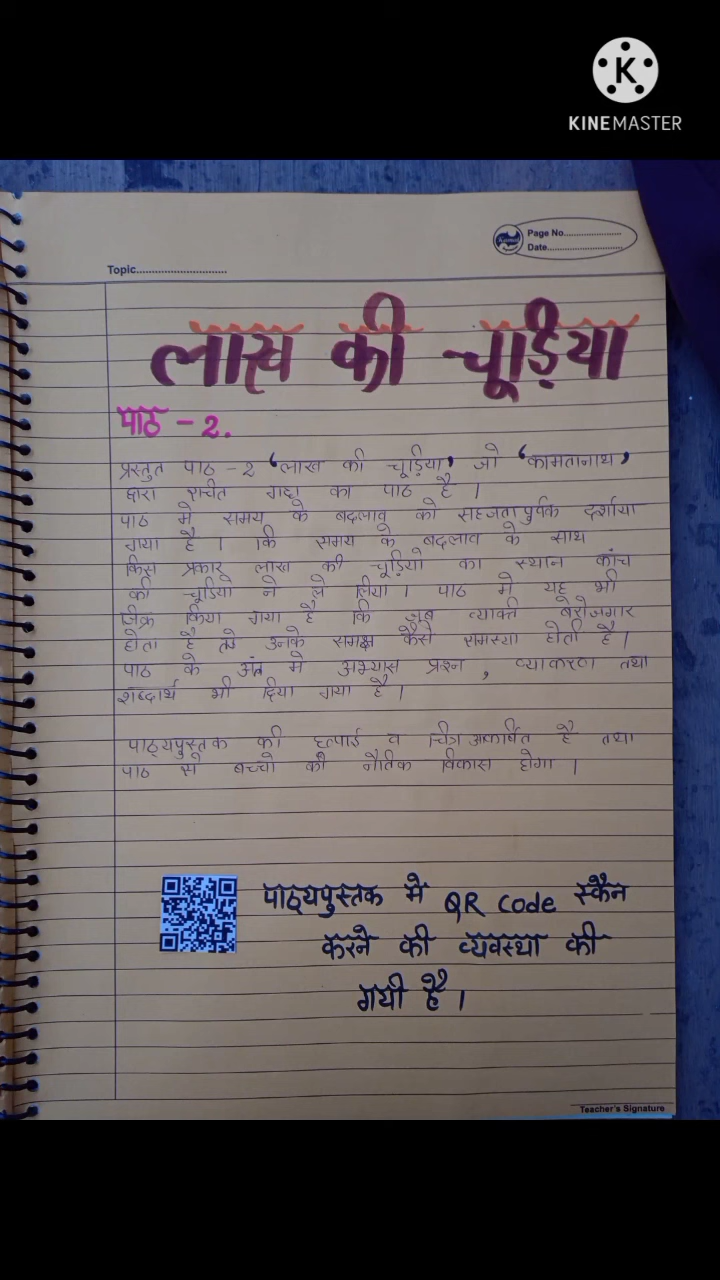 KINEMASTER
Page No.....................
Date............................
Topic............................
लाख की चूड़िया
पाठ - 2.
प्रस्तुत पाठ - 2 ‘लाख की चूड़िया’ जो ‘कामतानाथ’
द्वारा रचित गद्य का पाठ है ।
पाठ मे समय के बदलाव को सहजतापुर्वक दर्शाया
गया है । कि समय के बदलाव के साथ
किस प्रकार लाख की चूड़ियो का स्थान कांच
की चूडियो ने ले लिया । पाठ मे यह भी
जिक्र किया गया है कि जब व्यक्ति बेरोजगार
होता है तो उनके समक्ष कैसे समस्या होती है ।
पाठ के अंत मे अभ्यास प्रश्न , व्याकरण तथा
शब्दार्थ भी दिया गया है ।
पाठ्यपुस्तक की छपाई व चित्र आकर्षित है तथा
पाठ से बच्चो की नैतिक विकास होगा ।
पाठ्यपुस्तक मे QR code स्कैन
करने की व्यवस्था की
गयी है ।
Teacher's Signature